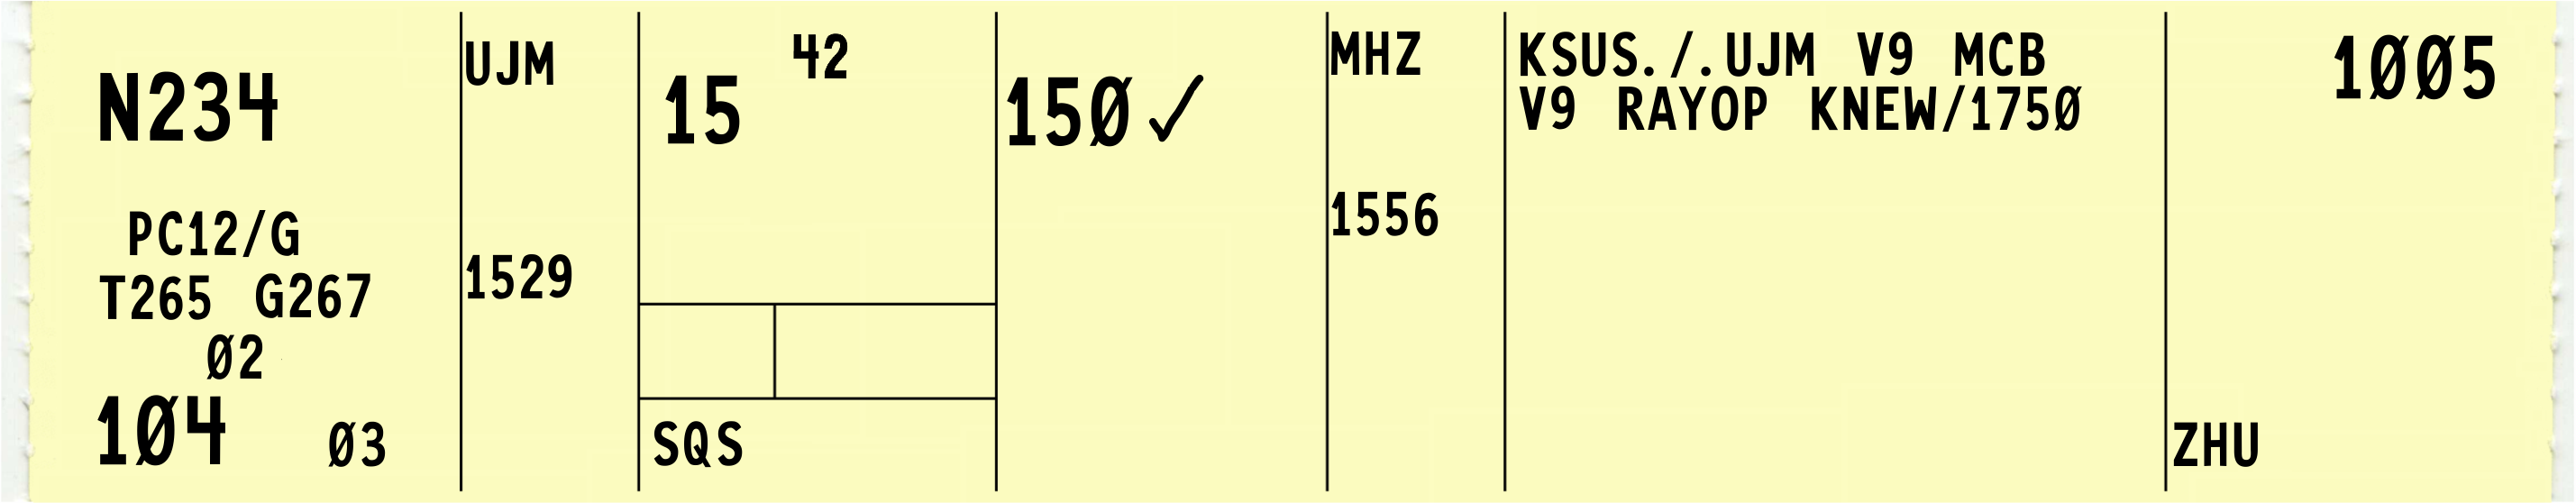 N234
PC12/G
T265 G267
Ø2
1Ø4 Ø3
UJM
1529
15 42
SQS
15Ø✓
MHZ
1556
KSUS./.UJM V9 MCB
V9 RAYOP KNEW/175Ø
1ØØ5
ZHU